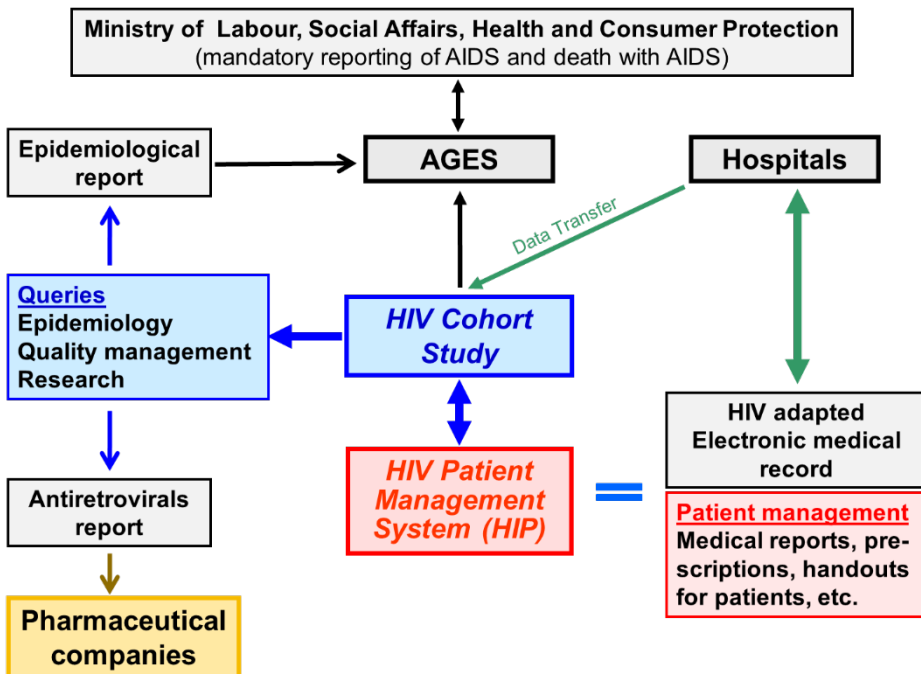 Ministry of Labour, Social Affairs, Health and Consumer Protection
(mandatory reporting of AIDS and death with AIDS)
Epidemiological
report
AGES
Hospitals
Data Transfer
Queries
Epidemiology
Quality management
Research
HIV Cohort
Study
HIV adapted
Electronic medical
record
Antiretrovirals
report
HIV Patient
Management
System (HIP)
Patient management
Medical reports, pre-
scriptions, handouts
for patients, etc.
Pharmaceutical
companies